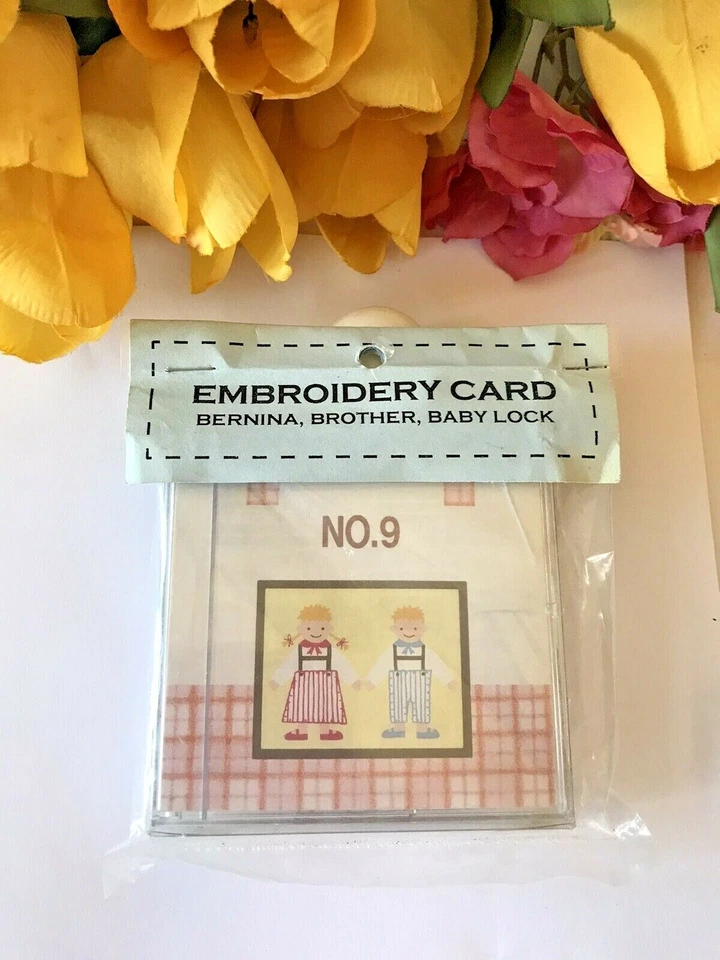 EMBROIDERY CARD
BERNINA, BROTHER, BABY LOCK
NO.9